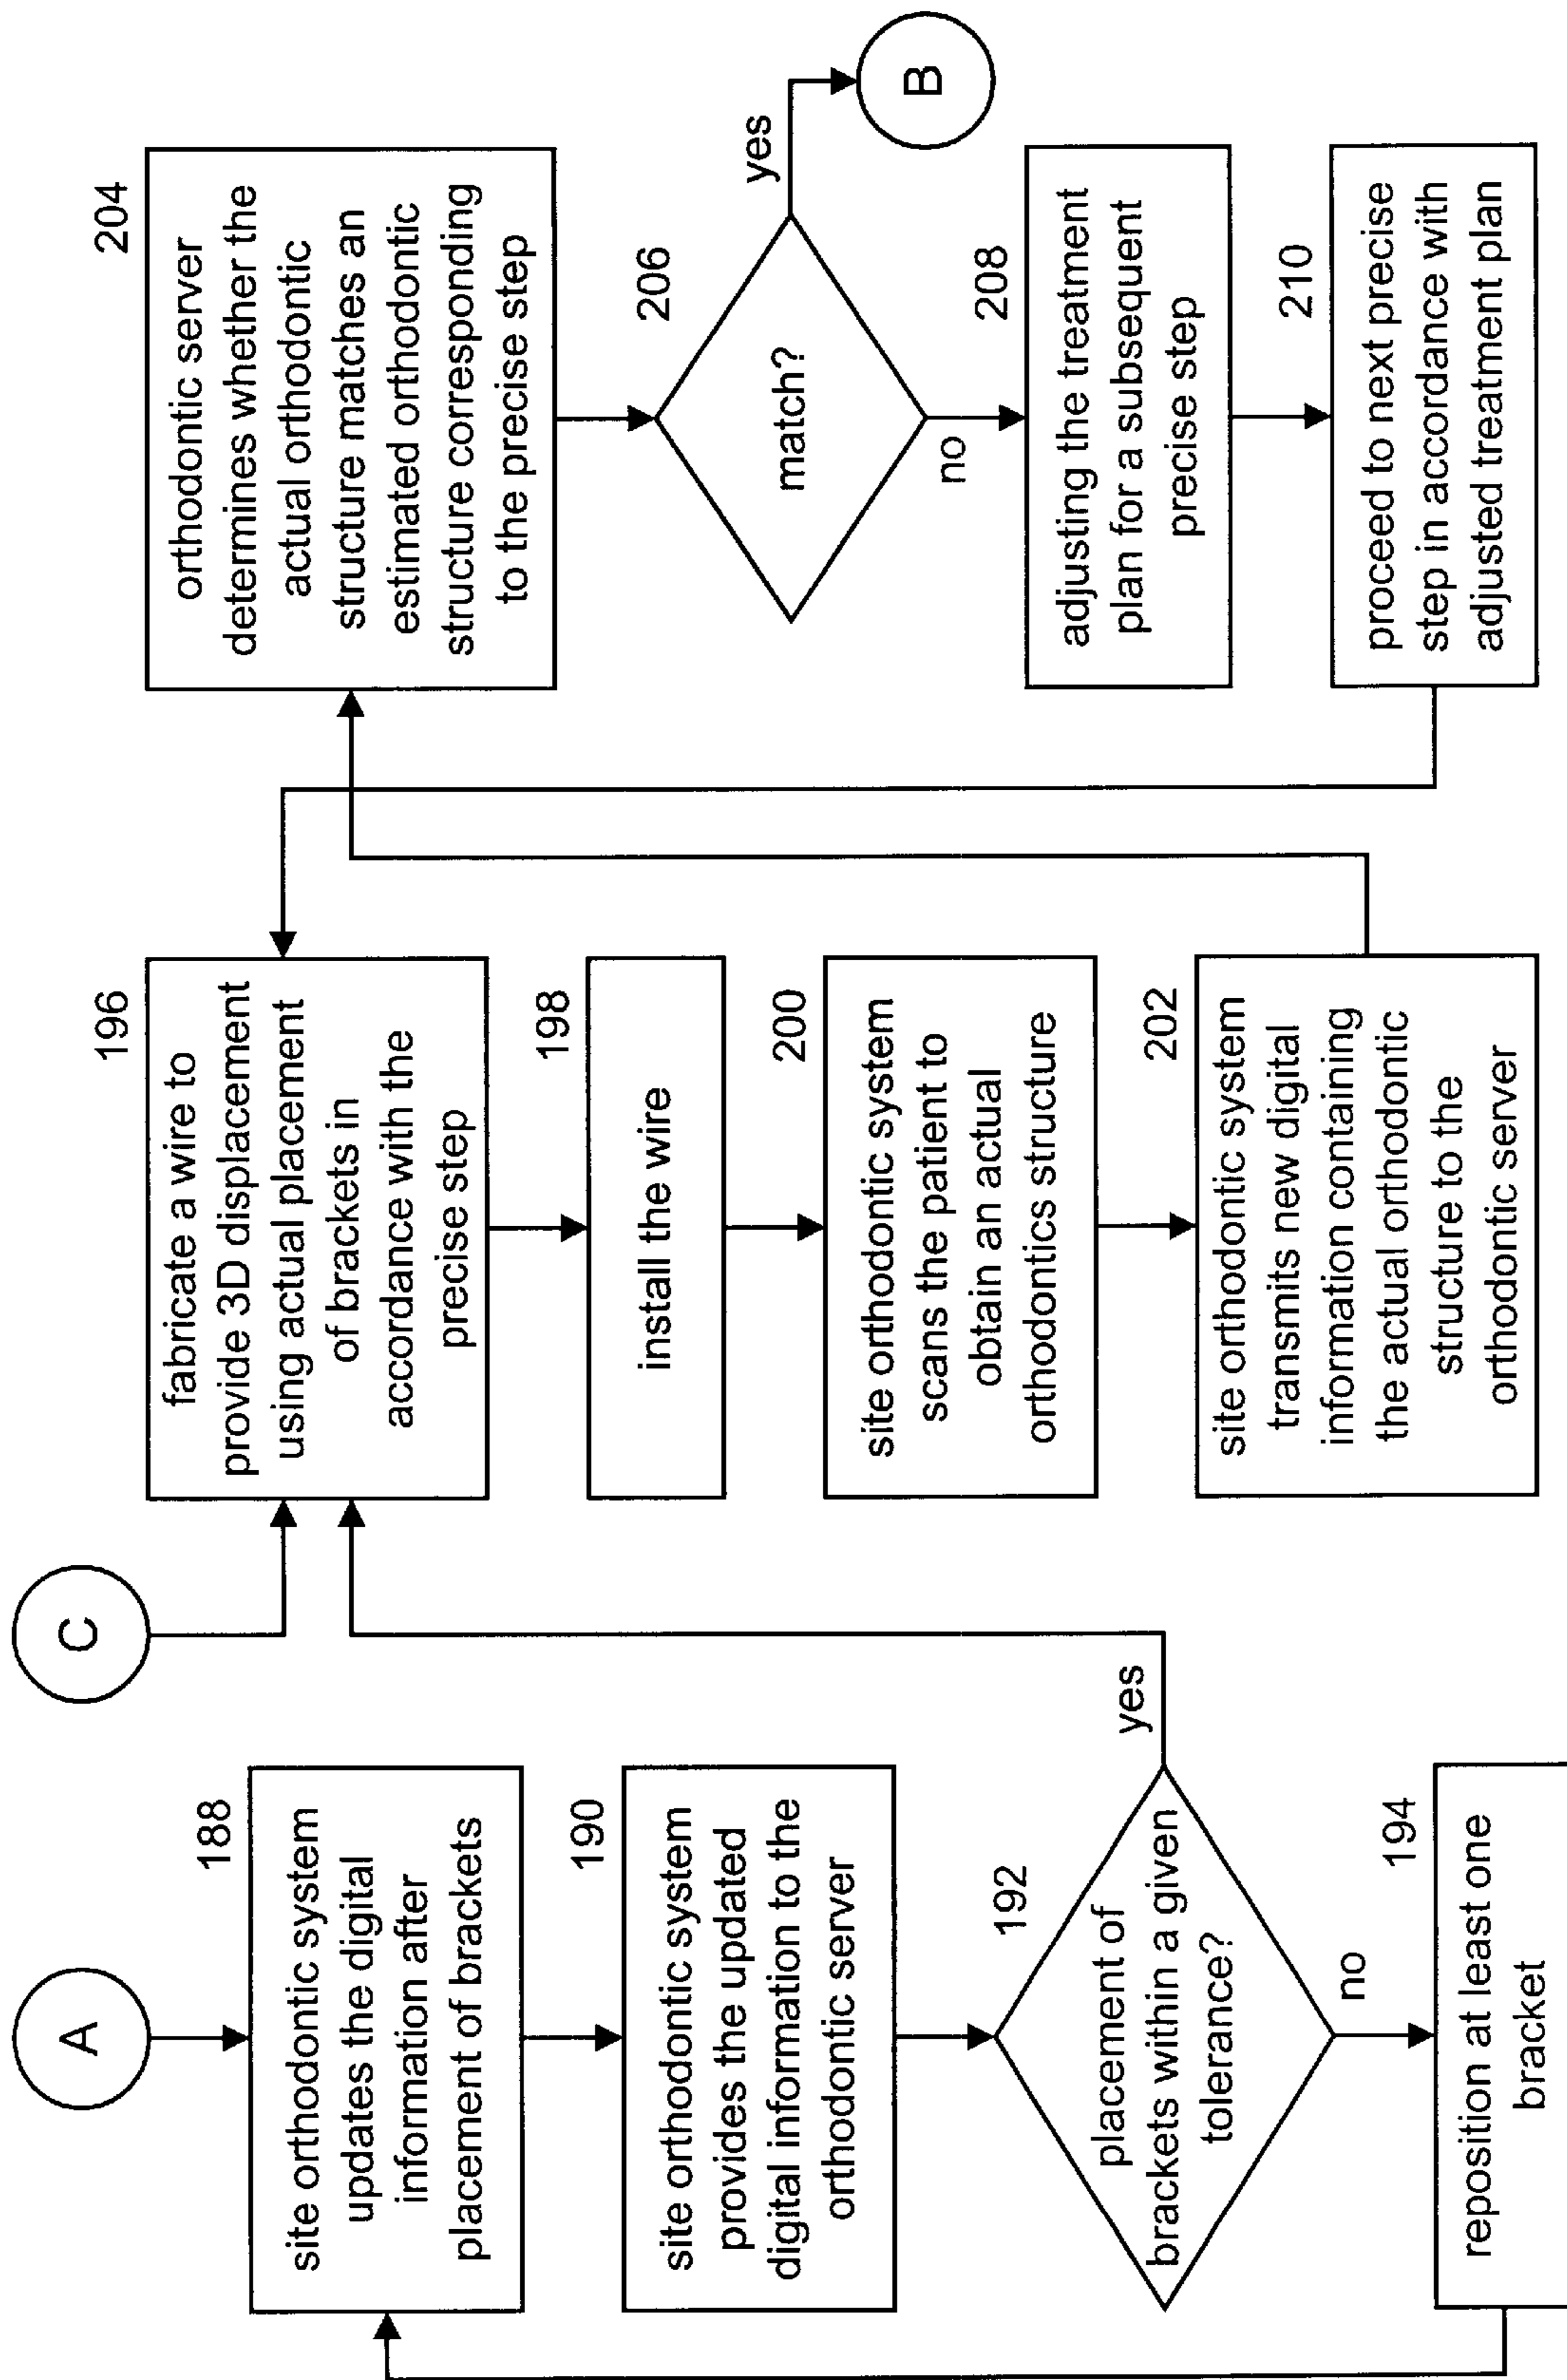 A
188
site orthodontic system
updates the digital
information after
placement of brackets
190
site orthodontic system
provides the updated
digital information to the
orthodontic server
192
placement of
brackets within a given
tolerance?
yes
no
194
reposition at least one
bracket
C
196
fabricate a wire to
provide 3D displacement
using actual placement
of brackets in
accordance with the
precise step
198
install the wire
200
site orthodontic system
scans the patient to
obtain an actual
orthodontics structure
202
site orthodontic system
transmits new digital
information containing
the actual orthodontic
structure to the
orthodontic server
204
orthodontic server
determines whether the
actual orthodontic
structure matches an
estimated orthodontic
structure corresponding
to the precise step
206
match?
yes
B
no
208
adjusting the treatment
plan for a subsequent
precise step
210
proceed to next precise
step in accordance with
adjusted treatment plan